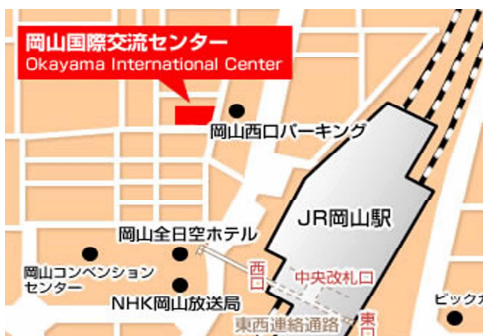 岡山国際交流センター
Okayama International Center
岡山西口パーキング
JR岡山駅
岡山全日空ホテル
西口
中央改札口
岡山コンベンション
センター
NHK岡山放送局
東西連絡通路
東
ビックカ